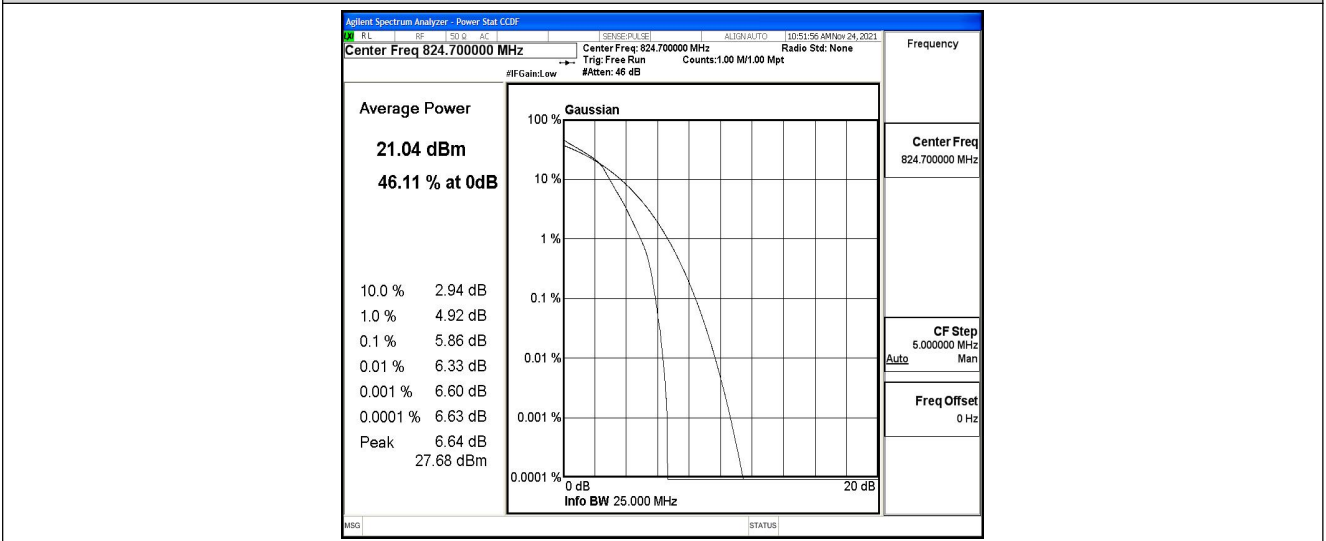 Agilent Spectrum Analyzer - Power Stat CCDF
RL RF 50 Ω AC SENSE:PULSE ALIGN AUTO 10:51:56 AM Nov 24, 2021
Center Freq 824.700000 MHz
Center Freq: 824.700000 MHz Radio Std: None
Trig: Free Run Counts:1.00 M/1.00 Mpt
#IFGain:Low #Atten: 46 dB
Frequency
Average Power
21.04 dBm
46.11 % at 0dB
10.0 % 2.94 dB
1.0 % 4.92 dB
0.1 % 5.86 dB
0.01 % 6.33 dB
0.001 % 6.60 dB
0.0001 % 6.63 dB
Peak 6.64 dB
27.68 dBm
Gaussian
100 %
10 %
1 %
0.1 %
0.01 %
0.001 %
0.0001 %
0 dB 20 dB
Info BW 25.000 MHz
Center Freq
824.700000 MHz
CF Step
5.000000 MHz
Auto Man
Freq Offset
0 Hz
MSG STATUS